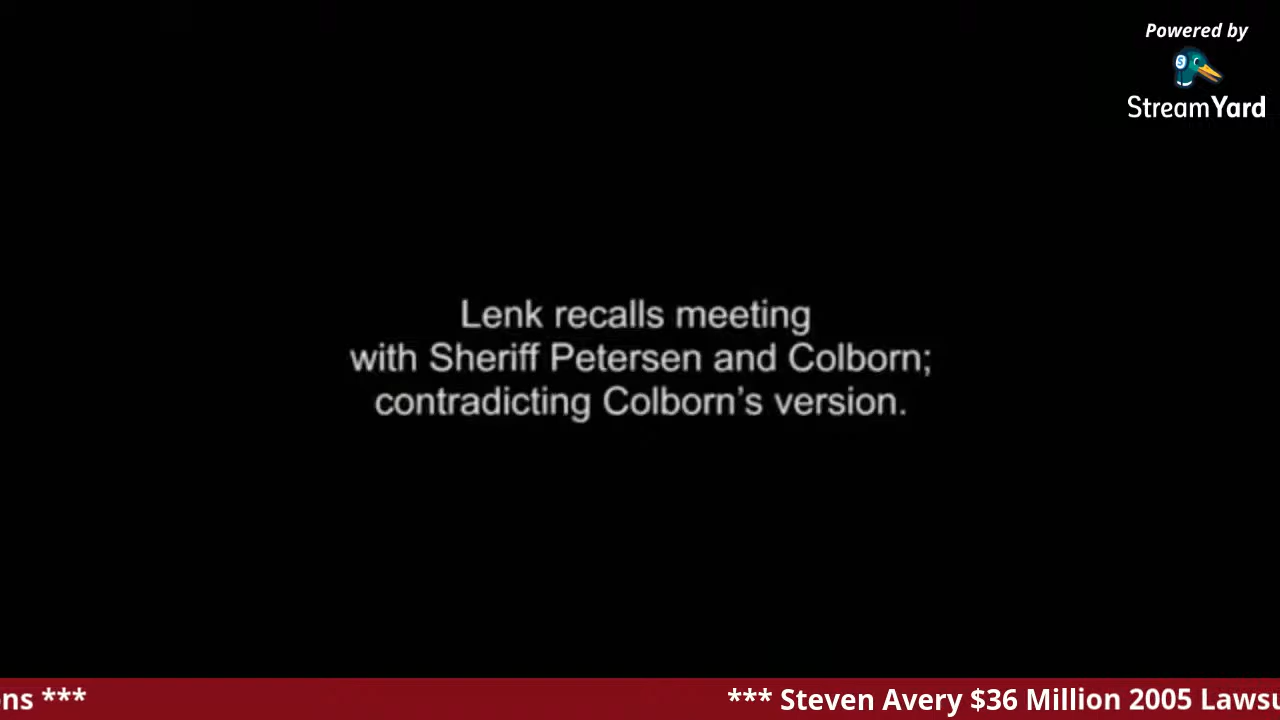 Powered by
StreamYard
Lenk recalls meeting
with Sheriff Petersen and Colborn;
contradicting Colborn’s version.
ns *** *** Steven Avery $36 Million 2005